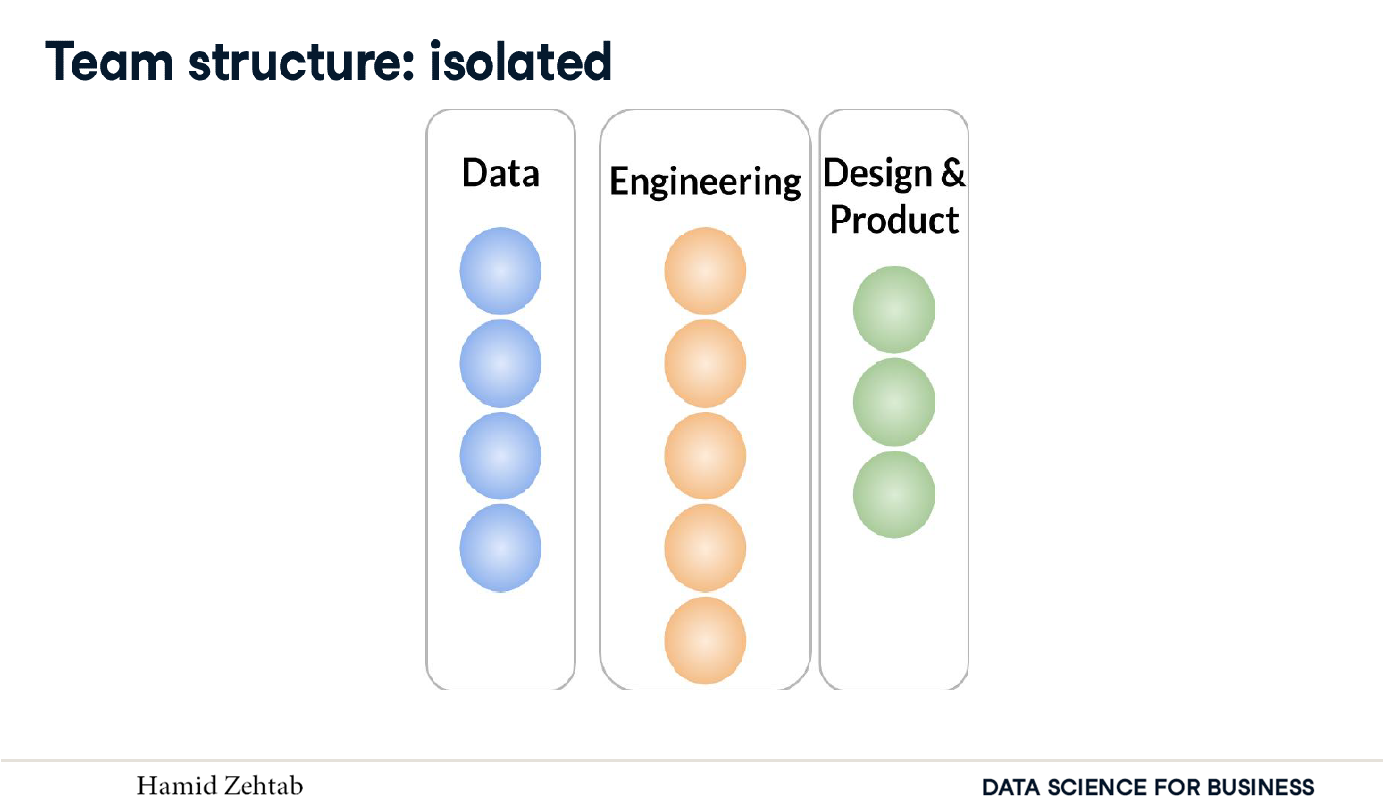 Team structure: isolated
Data
Engineering
Design &
Product
Hamid Zehtab
DATA SCIENCE FOR BUSINESS